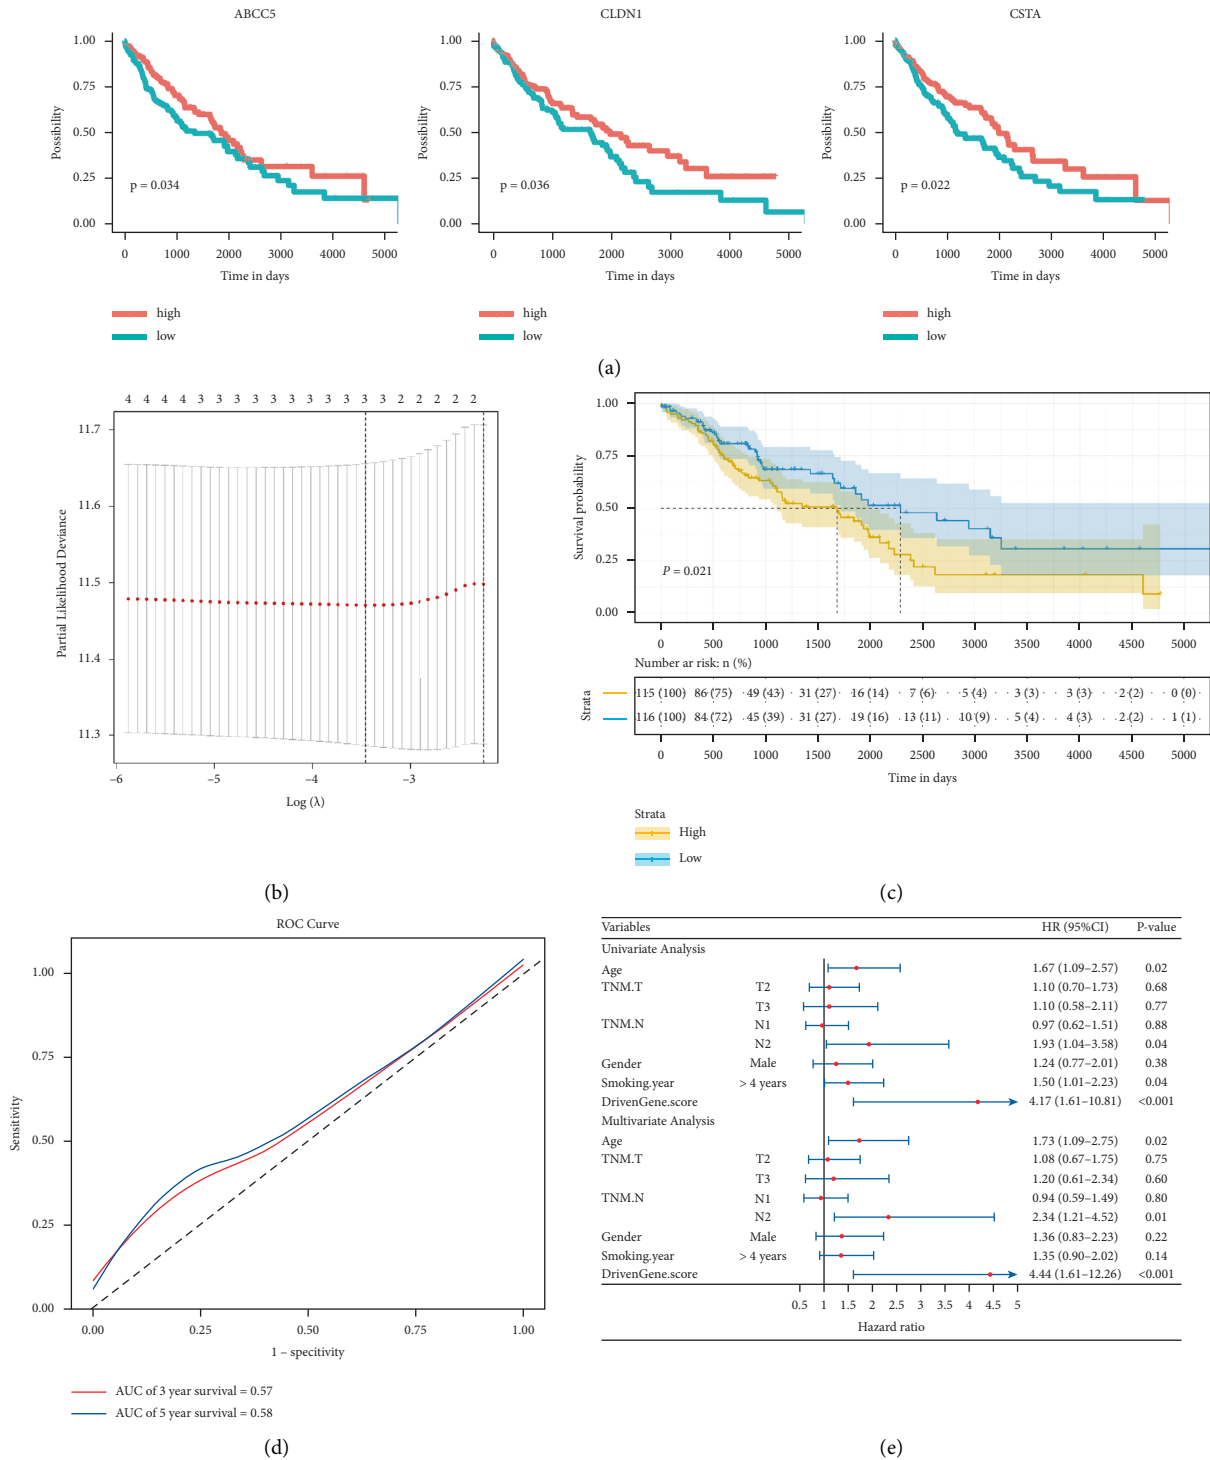 ABCC5 CLDN1 CSTA
1.00 1.00 1.00
0.75 0.75 0.75
0.50 0.50 0.50
0.25 0.25 0.25
0.00 0.00 0.00
Possibility Possibility Possibility
p = 0.034 p = 0.036 p = 0.022
0 1000 2000 3000 4000 5000 0 1000 2000 3000 4000 5000 0 1000 2000 3000 4000 5000
Time in days Time in days Time in days
high high high
low low low
(a)
4 4 4 4 3 3 3 3 3 3 3 3 3 3 3 2 2 2 2 2
11.7
11.6
11.5
11.4
11.3
Partial Likelihood Deviance
−6 −5 −4 −3
Log (λ)
(b)
1.00
0.75
0.50
0.25
0.00
Survival probability
P = 0.021
0 500 1000 1500 2000 2500 3000 3500 4000 4500 5000
Number ar risk: n (%)
Strata
115 (100) 86 (75) 49 (43) 31 (27) 16 (14) 7 (6) 5 (4) 3 (3) 3 (3) 2 (2) 0 (0)
116 (100) 84 (72) 45 (39) 31 (27) 19 (16) 13 (11) 10 (9) 5 (4) 4 (3) 2 (2) 1 (1)
0 500 1000 1500 2000 2500 3000 3500 4000 4500 5000
Time in days
Strata
High
Low
(c)
ROC Curve
1.00
0.75
0.50
0.25
0.00
Sensitivity
0.00 0.25 0.50 0.75 1.00
1 – specitivity
AUC of 3 year survival = 0.57
AUC of 5 year survival = 0.58
(d)
Variables HR (95%CI) P-value
Univariate Analysis
Age 1.67 (1.09–2.57) 0.02
TNM.T T2 1.10 (0.70–1.73) 0.68
T3 1.10 (0.58–2.11) 0.77
TNM.N N1 0.97 (0.62–1.51) 0.88
N2 1.93 (1.04–3.58) 0.04
Gender Male 1.24 (0.77–2.01) 0.38
Smoking.year > 4 years 1.50 (1.01–2.23) 0.04
DrivenGene.score 4.17 (1.61–10.81) <0.001
Multivariate Analysis
Age 1.73 (1.09–2.75) 0.02
TNM.T T2 1.08 (0.67–1.75) 0.75
T3 1.20 (0.61–2.34) 0.60
TNM.N N1 0.94 (0.59–1.49) 0.80
N2 2.34 (1.21–4.52) 0.01
Gender Male 1.36 (0.83–2.23) 0.22
Smoking.year > 4 years 1.35 (0.90–2.02) 0.14
DrivenGene.score 4.44 (1.61–12.26) <0.001
0.5 1 1.5 2 2.5 3 3.5 4 4.5 5
Hazard ratio
(e)